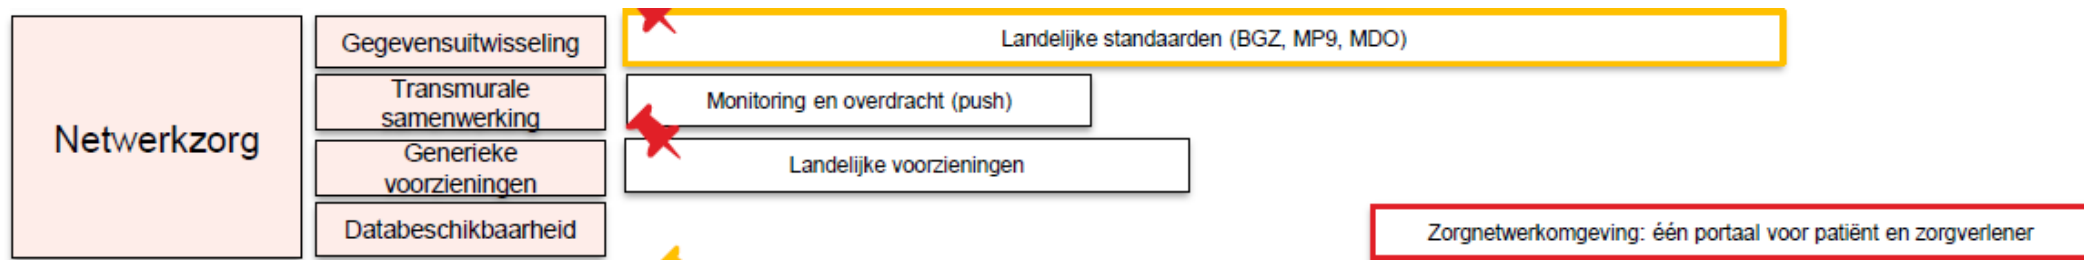 Netwerkzorg
Gegevensuitwisseling
Landelijke standaarden (BGZ, MP9, MDO)
Transmurale
samenwerking
Monitoring en overdracht (push)
Generieke
voorzieningen
Landelijke voorzieningen
Databeschikbaarheid
Zorgnetwerkomgeving: één portaal voor patiënt en zorgverlener